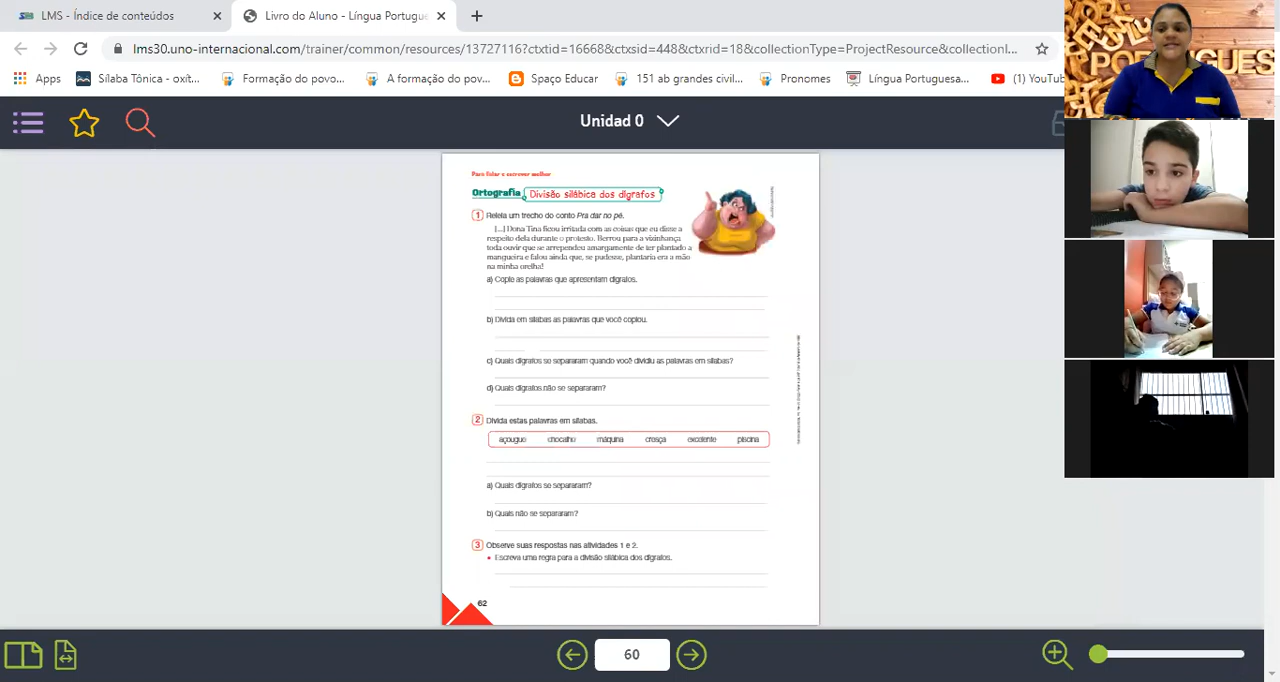 LMS - Índice de conteúdos
Livro do Aluno - Língua Portugue
lms30.uno-internacional.com/trainer/common/resources/13727116?ctxtid=16668&ctxsid=448&ctxrid=18&collectionType=ProjectResource&collectionI...
Apps
Sílaba Tônica - oxít...
Formação do povo...
A formação do pov...
Spaço Educar
151 ab grandes civil...
Pronomes
Língua Portuguesa...
(1) YouTu
Unidad 0
Para falar e escrever melhor
Ortografia Divisão silábica dos dígrafos
1 Releia um trecho do conto Pra dar no pé.
[...] Dona Tina ficou irritada com as coisas que eu disse a
respeito dela durante o protesto. Berrou para a vizinhança
toda ouvir que se arrependeu amargamente de ter plantado a
mangueira e falou ainda que, se pudesse, plantaria era a mão
na minha orelha!
a) Copie as palavras que apresentam dígrafos.
b) Divida em sílabas as palavras que você copiou.
c) Quais dígrafos se separaram quando você dividiu as palavras em sílabas?
d) Quais dígrafos não se separaram?
2 Divida estas palavras em sílabas.
açougue chocalho máquina cresça excelente piscina
a) Quais dígrafos se separaram?
b) Quais não se separaram?
3 Observe suas respostas nas atividades 1 e 2.
• Escreva uma regra para a divisão silábica dos dígrafos.
62
60